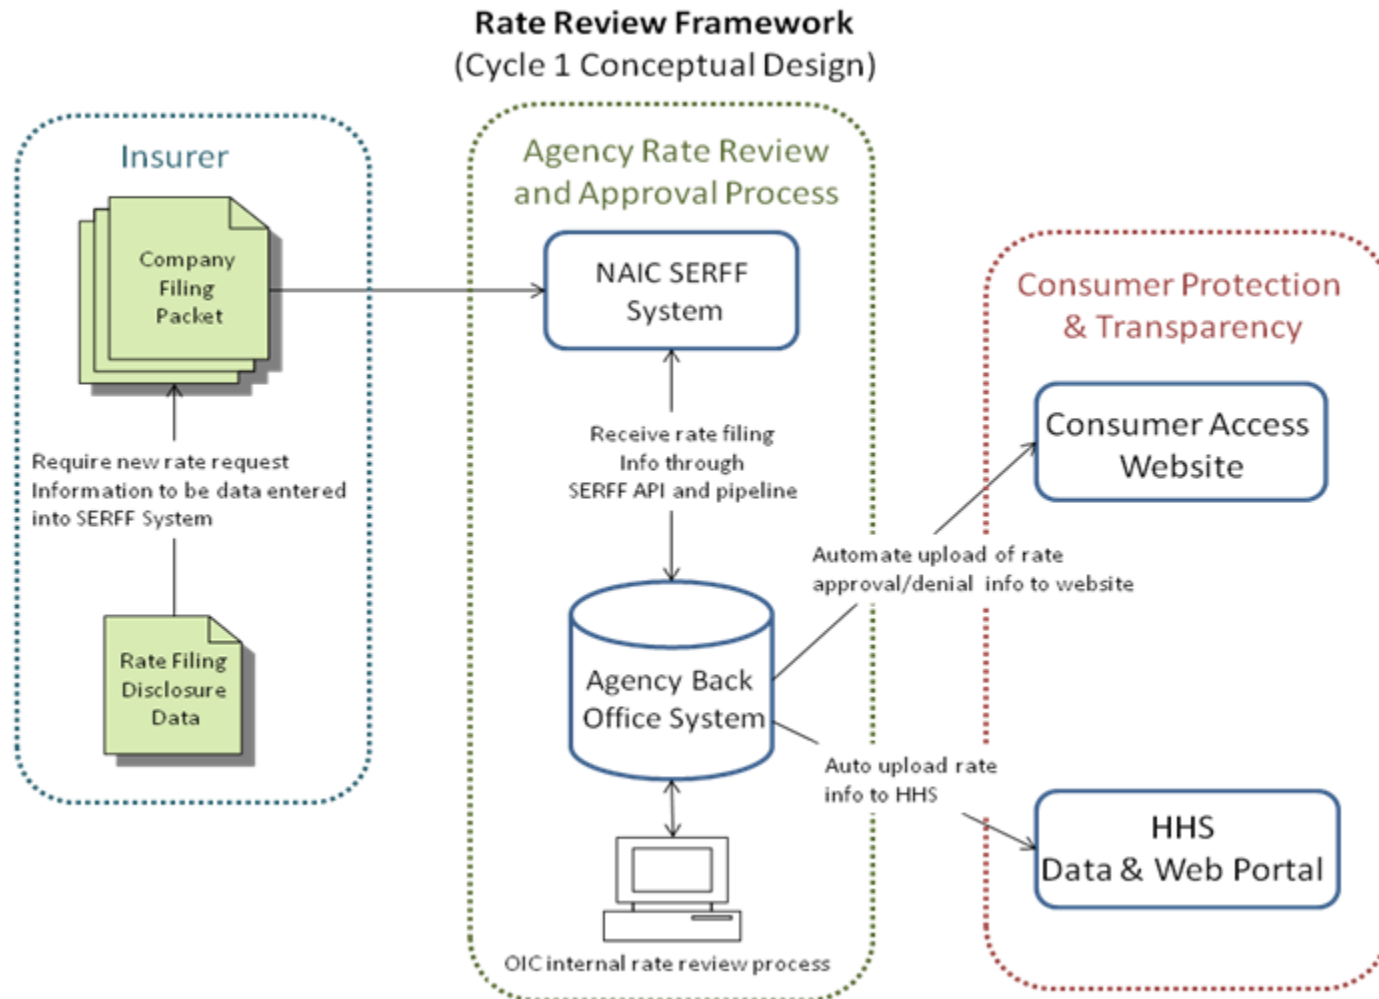 Rate Review Framework
(Cycle 1 Conceptual Design)
Insurer
Company
Filing
Packet
Require new rate request
Information to be data entered
into SERFF System
Rate Filing
Disclosure
Data
Agency Rate Review
and Approval Process
NAIC SERFF
System
Receive rate filing
Info through
SERFF API and pipeline
Agency Back
Office System
OIC internal rate review process
Automate upload of rate
approval/denial info to website
Auto upload rate
info to HHS
Consumer Protection
& Transparency
Consumer Access
Website
HHS
Data & Web Portal